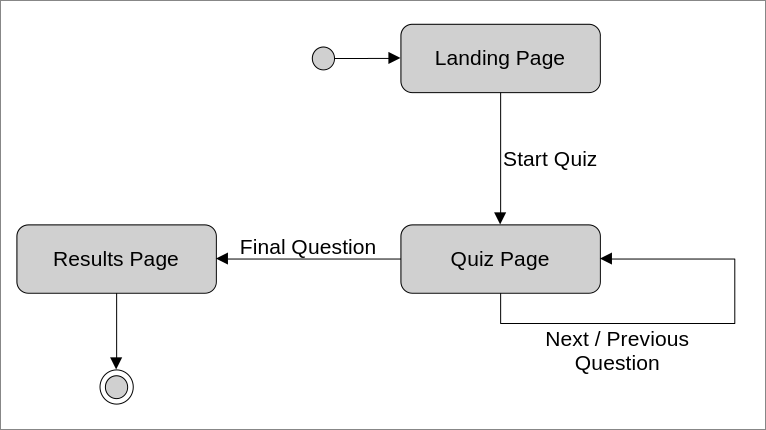 Landing Page
Start Quiz
Results Page
Final Question
Quiz Page
Next / Previous
Question